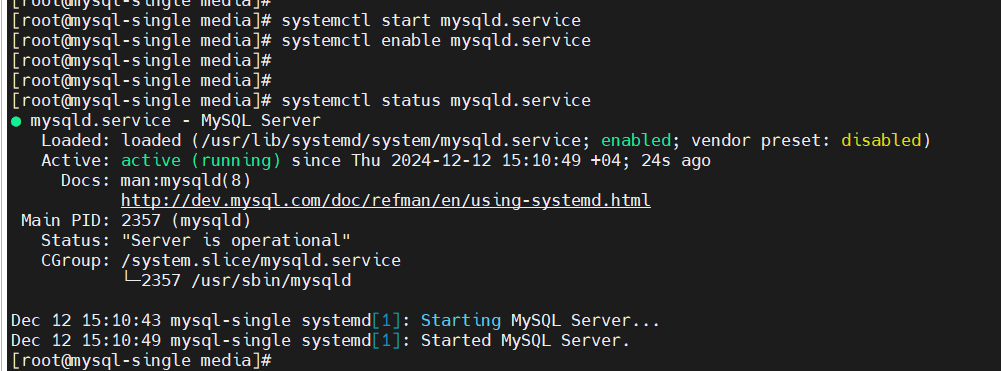 [root@mysql-single media]#
[root@mysql-single media]# systemctl start mysqld.service
[root@mysql-single media]# systemctl enable mysqld.service
[root@mysql-single media]#
[root@mysql-single media]#
[root@mysql-single media]# systemctl status mysqld.service
● mysqld.service - MySQL Server
   Loaded: loaded (/usr/lib/systemd/system/mysqld.service; enabled; vendor preset: disabled)
   Active: active (running) since Thu 2024-12-12 15:10:49 +04; 24s ago
     Docs: man:mysqld(8)
           http://dev.mysql.com/doc/refman/en/using-systemd.html
 Main PID: 2357 (mysqld)
   Status: "Server is operational"
   CGroup: /system.slice/mysqld.service
           └─2357 /usr/sbin/mysqld

Dec 12 15:10:43 mysql-single systemd[1]: Starting MySQL Server...
Dec 12 15:10:49 mysql-single systemd[1]: Started MySQL Server.
[root@mysql-single media]#